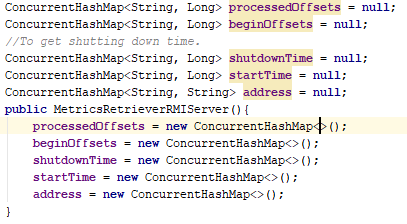 ConcurrentHashMap<String, Long> processedOffsets = null;
ConcurrentHashMap<String, Long> beginOffsets = null;
//To get shutting down time.
ConcurrentHashMap<String, Long> shutdownTime = null;
ConcurrentHashMap<String, Long> startTime = null;
ConcurrentHashMap<String, String> address = null;
public MetricsRetrieverRMIServer(){
processedOffsets = new ConcurrentHashMap<>();
beginOffsets = new ConcurrentHashMap<>();
shutdownTime = new ConcurrentHashMap<>();
startTime = new ConcurrentHashMap<>();
address = new ConcurrentHashMap<>();
}